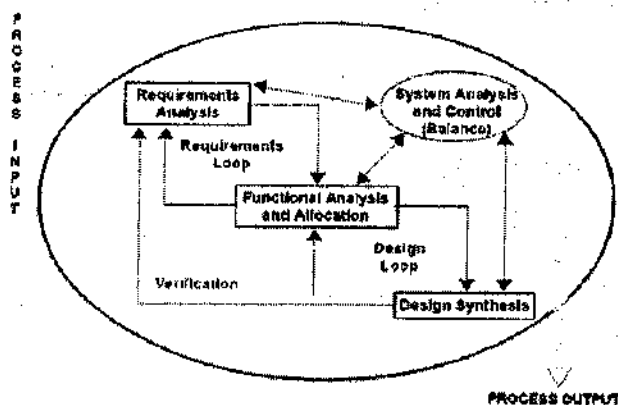 PROCESS INPUT
Requirements
Analysis
System Analysis
and Control
(Balance)
Requirements
Loop
Functional Analysis
and Allocation
Design
Loop
Verification
Design Synthesis
PROCESS OUTPUT